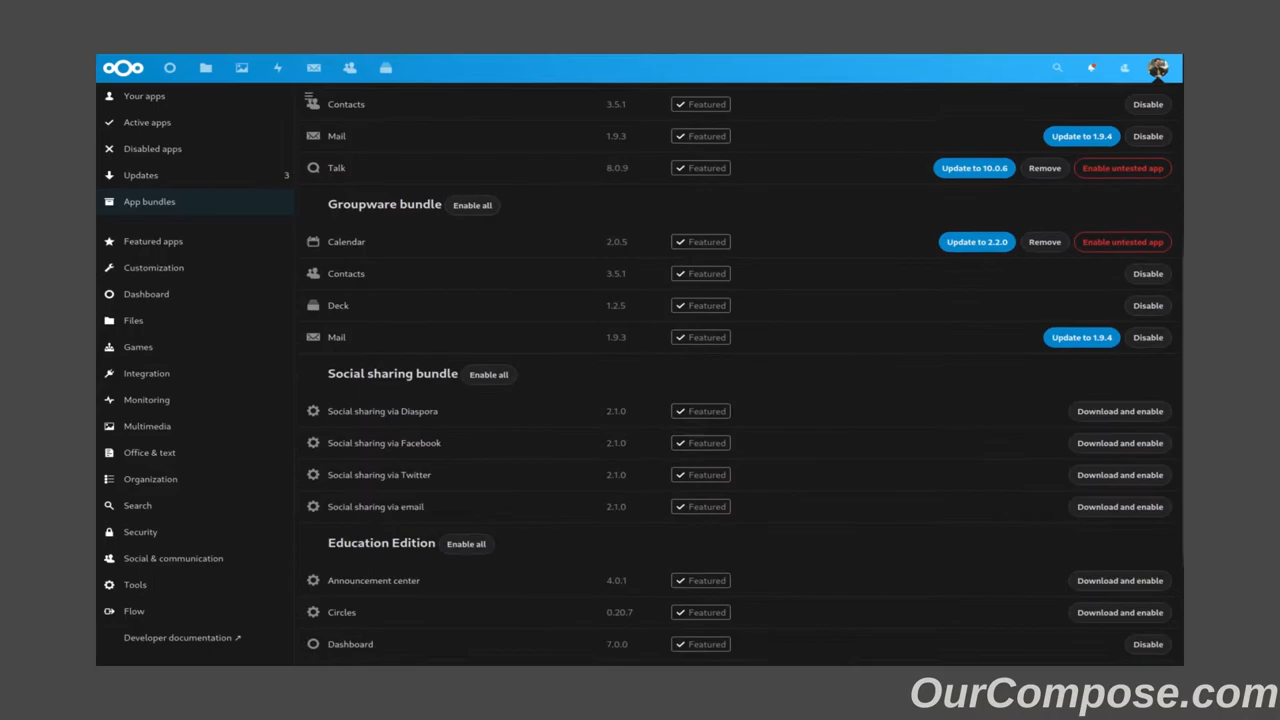 Your apps
Active apps
Disabled apps
Updates 3
App bundles
Featured apps
Customization
Dashboard
Files
Games
Integration
Monitoring
Multimedia
Office & text
Organization
Search
Security
Social & communication
Tools
Flow
Developer documentation ↗
Contacts 3.5.1 ✓ Featured Disable
Mail 1.9.3 ✓ Featured Update to 1.9.4 Disable
Talk 8.0.9 ✓ Featured Update to 10.0.6 Remove Enable untested app
Groupware bundle Enable all
Calendar 2.0.5 ✓ Featured Update to 2.2.0 Remove Enable untested app
Contacts 3.5.1 ✓ Featured Disable
Deck 1.2.5 ✓ Featured Disable
Mail 1.9.3 ✓ Featured Update to 1.9.4 Disable
Social sharing bundle Enable all
Social sharing via Diaspora 2.1.0 ✓ Featured Download and enable
Social sharing via Facebook 2.1.0 ✓ Featured Download and enable
Social sharing via Twitter 2.1.0 ✓ Featured Download and enable
Social sharing via email 2.1.0 ✓ Featured Download and enable
Education Edition Enable all
Announcement center 4.0.1 ✓ Featured Download and enable
Circles 0.20.7 ✓ Featured Download and enable
Dashboard 7.0.0 ✓ Featured Disable
OurCompose.com